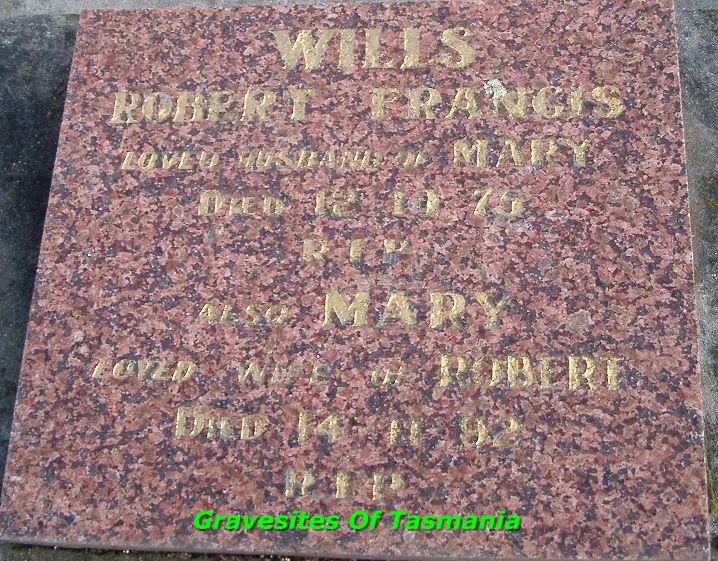 WILLS
ROBERT FRANCIS
LOVED HUSBAND OF MARY
DIED 12 10 75
R I P
ALSO MARY
LOVED WIFE OF ROBERT
DIED 14 11 92
R I P
Gravesites Of Tasmania